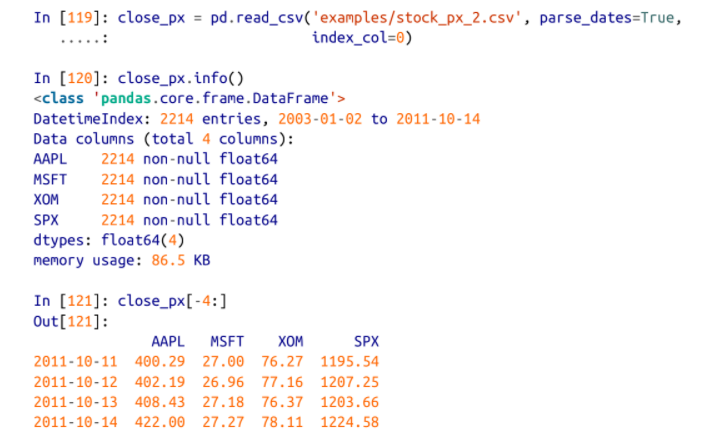 In [119]: close_px = pd.read_csv('examples/stock_px_2.csv', parse_dates=True,
.....: index_col=0)
In [120]: close_px.info()
<class 'pandas.core.frame.DataFrame'>
DatetimeIndex: 2214 entries, 2003-01-02 to 2011-10-14
Data columns (total 4 columns):
AAPL 2214 non-null float64
MSFT 2214 non-null float64
XOM 2214 non-null float64
SPX 2214 non-null float64
dtypes: float64(4)
memory usage: 86.5 KB
In [121]: close_px[-4:]
Out[121]:
AAPL MSFT XOM SPX
2011-10-11 400.29 27.00 76.27 1195.54
2011-10-12 402.19 26.96 77.16 1207.25
2011-10-13 408.43 27.18 76.37 1203.66
2011-10-14 422.00 27.27 78.11 1224.58